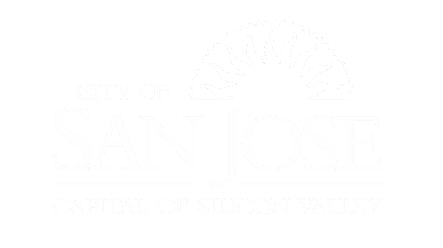 CITY OF
SAN JOSE
CAPITAL OF SILICON VALLEY